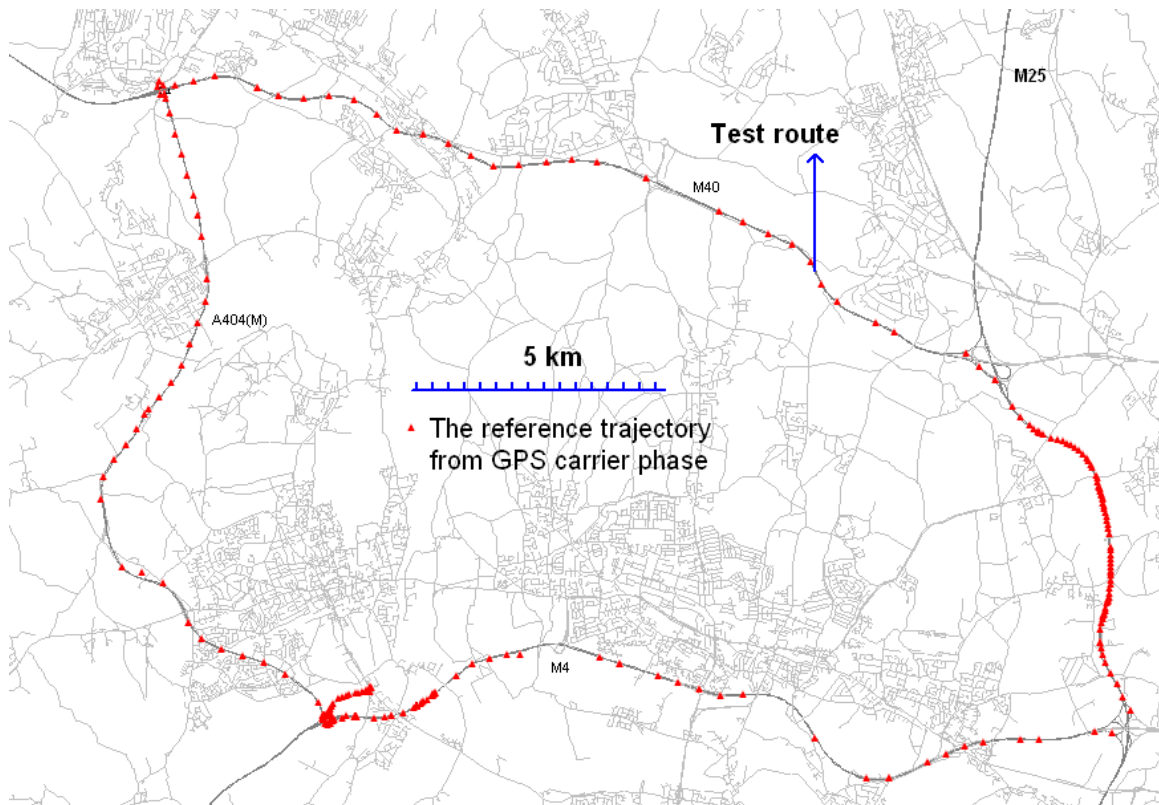 M25
Test route
M40
A404(M)
5 km
The reference trajectory
from GPS carrier phase
M4